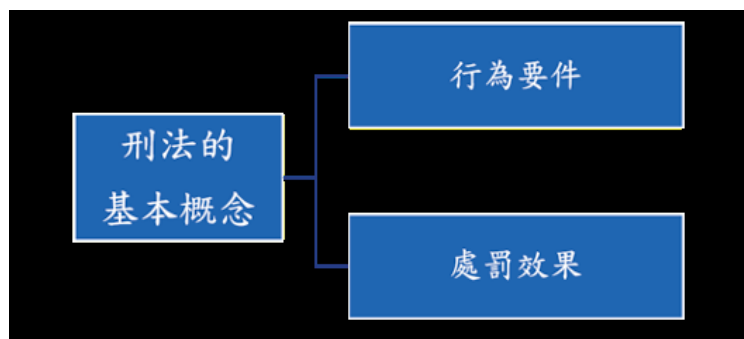 刑法的
基本概念
行為要件
處罰效果